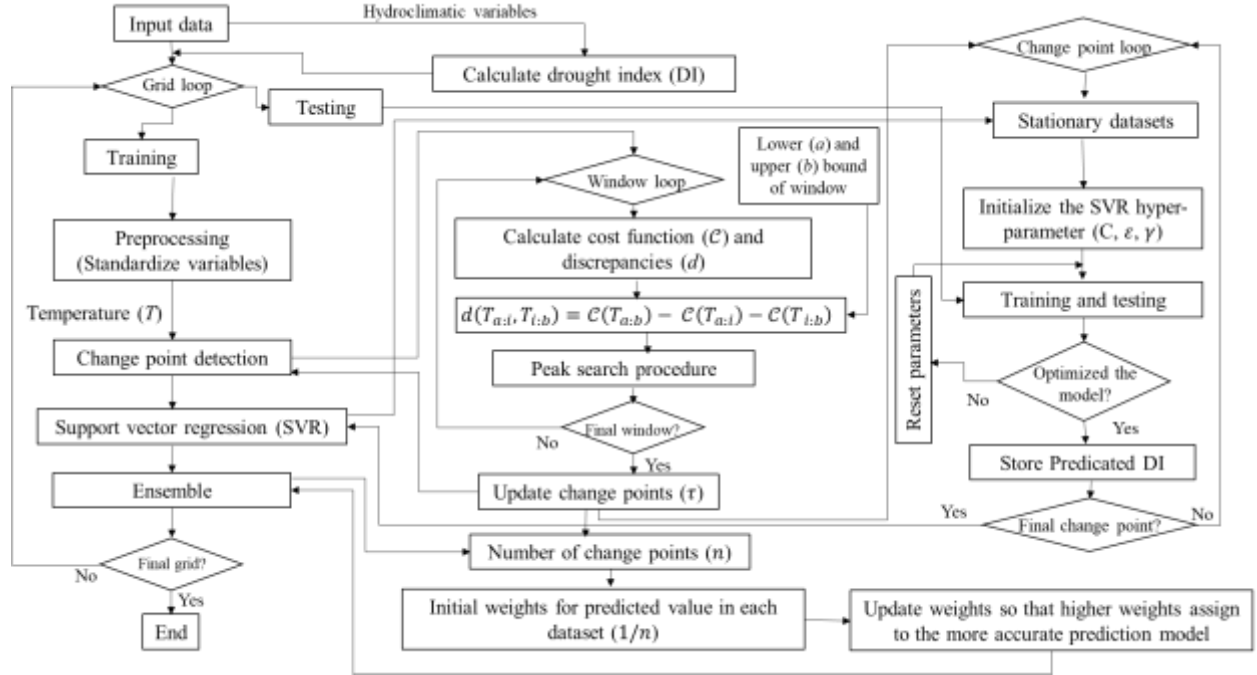 Input data
Hydroclimatic variables
Calculate drought index (DI)
Grid loop
Testing
Training
Preprocessing
(Standardize variables)
Temperature (T)
Change point detection
Support vector regression (SVR)
Ensemble
Final grid?
No
Yes
End
Window loop
Lower (a) and
upper (b) bound
of window
Calculate cost function (𝒞) and
discrepancies (d)
d(Tₐ:ᵢ, Tᵢ:b) = 𝒞(Tₐ:b) − 𝒞(Tₐ:ᵢ) − 𝒞(Tᵢ:b)
Peak search procedure
Final window?
No
Yes
Update change points (τ)
Number of change points (n)
Initial weights for predicted value in each
dataset (1/n)
Update weights so that higher weights assign
to the more accurate prediction model
Change point loop
Stationary datasets
Initialize the SVR hyper-
parameter (C, ε, γ)
Training and testing
Reset parameters
Optimized the
model?
No
Yes
Store Predicated DI
Final change point?
Yes
No